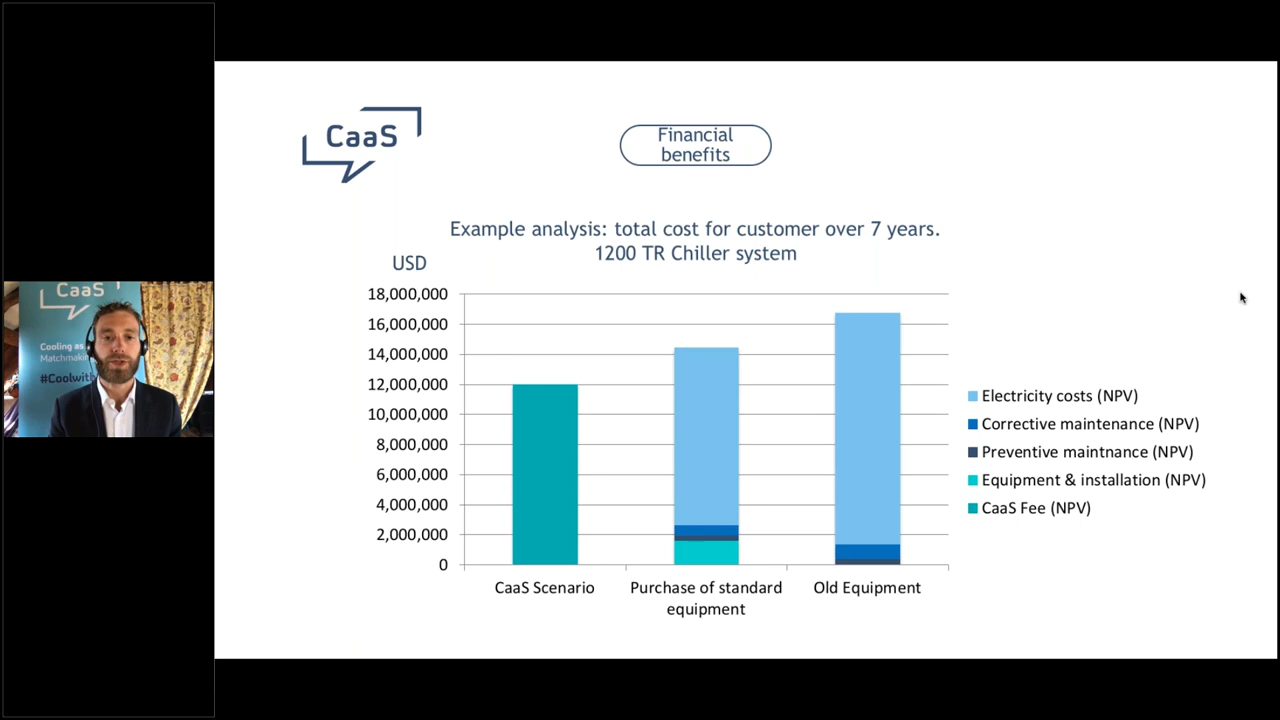 CaaS
Financial
benefits
Example analysis: total cost for customer over 7 years.
1200 TR Chiller system
USD
18,000,000
16,000,000
14,000,000
12,000,000
10,000,000
8,000,000
6,000,000
4,000,000
2,000,000
0
CaaS Scenario
Purchase of standard
equipment
Old Equipment
Electricity costs (NPV)
Corrective maintenance (NPV)
Preventive maintnance (NPV)
Equipment & installation (NPV)
CaaS Fee (NPV)
CaaS
Cooling as